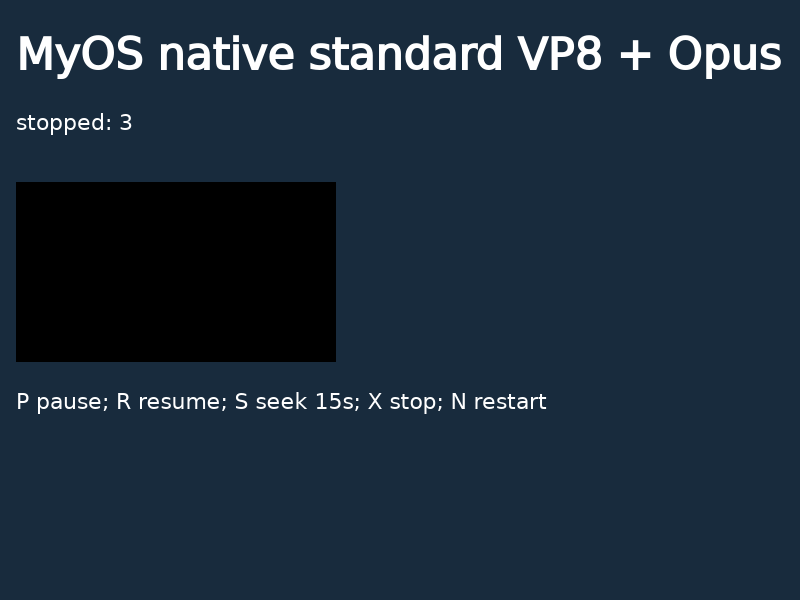 MyOS native standard VP8 + Opus
stopped: 3
P pause; R resume; S seek 15s; X stop; N restart